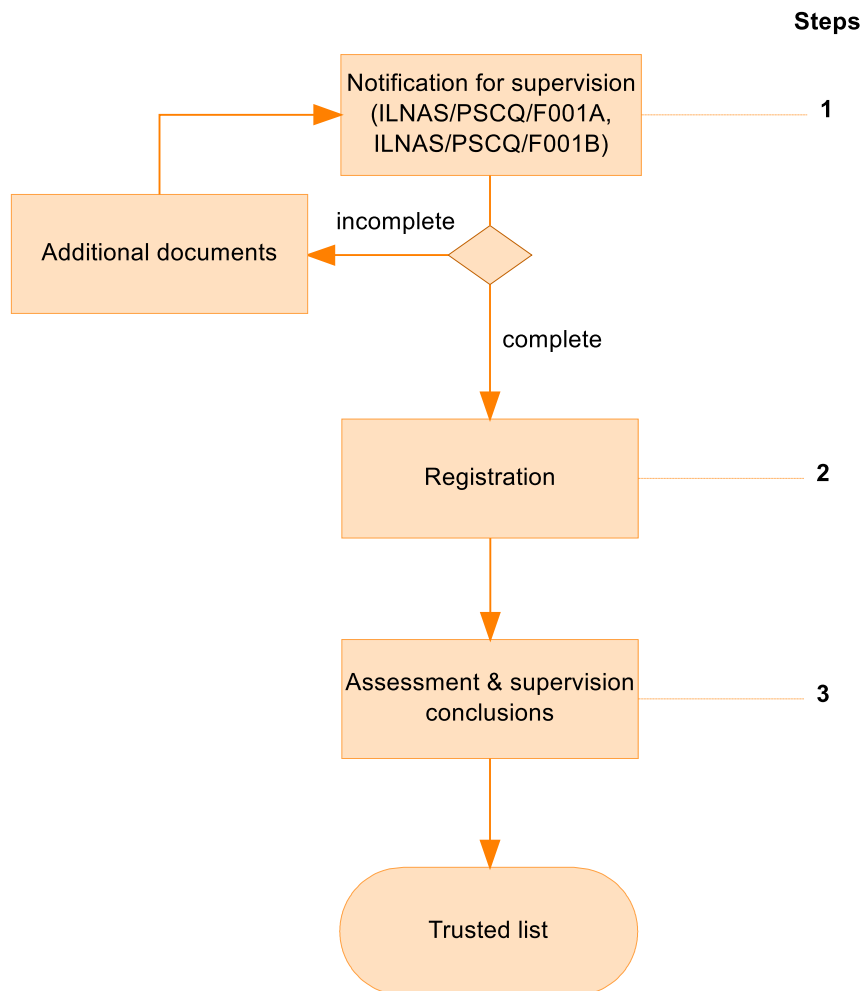 Steps
Notification for supervision
(ILNAS/PSCQ/F001A,
ILNAS/PSCQ/F001B)
1
incomplete
Additional documents
complete
Registration
2
Assessment & supervision
conclusions
3
Trusted list